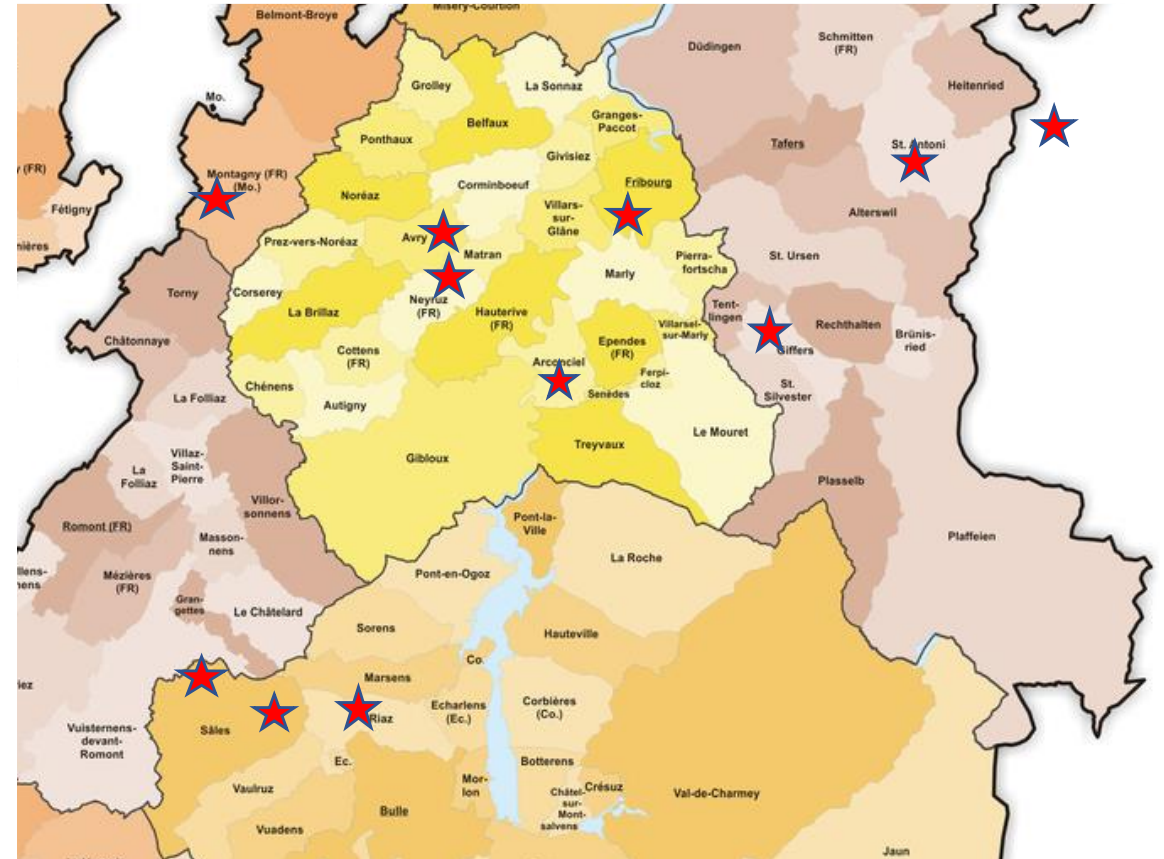 Misery-Courtion
Belmont-Broye
Düdingen
Schmitten
(FR)
Heitenried
Grolley
La Sonnaz
Mo.
Belfaux
Granges-
Paccot
Ponthaux
Tafers
St. Antoni
Givisiez
(FR)
Montagny (FR)
(Mo.)
Corminboeuf
Fribourg
Noréaz
Fétigny
Villars-
sur-
Glâne
Alterswil
Avry
Prez-vers-Noréaz
Matran
Pierra-
fortscha
St. Ursen
Marly
Torny
Corserey
Neyruz
(FR)
La Brillaz
Hauterive
(FR)
Tent-
lingen
Rechthalten
Villarsel-
sur-Marly
Brünis-
ried
Châtonnaye
Ependes
(FR)
Cottens
(FR)
Giffers
Arconciel
Ferpi-
cloz
Chénens
St.
Silvester
Senèdes
La Folliaz
Autigny
Le Mouret
Treyvaux
Gibloux
Villaz-
Saint-
Pierre
La
Folliaz
Plasselb
Villor-
sonnens
Romont (FR)
Pont-la-
Ville
Masson-
nens
Plaffeien
La Roche
Mézières
(FR)
Pont-en-Ogoz
Gran-
gettes
Le Châtelard
Sorens
Hauteville
Co.
Marsens
Echarlens
(Ec.)
Corbières
(Co.)
Riaz
Sâles
Vuisternens-
devant-
Romont
Ec.
Botterens
Mor-
lon
Vaulruz
Châtel-
sur-
Mont-
salvens
Crésuz
Val-de-Charmey
Bulle
Vuadens
Jaun